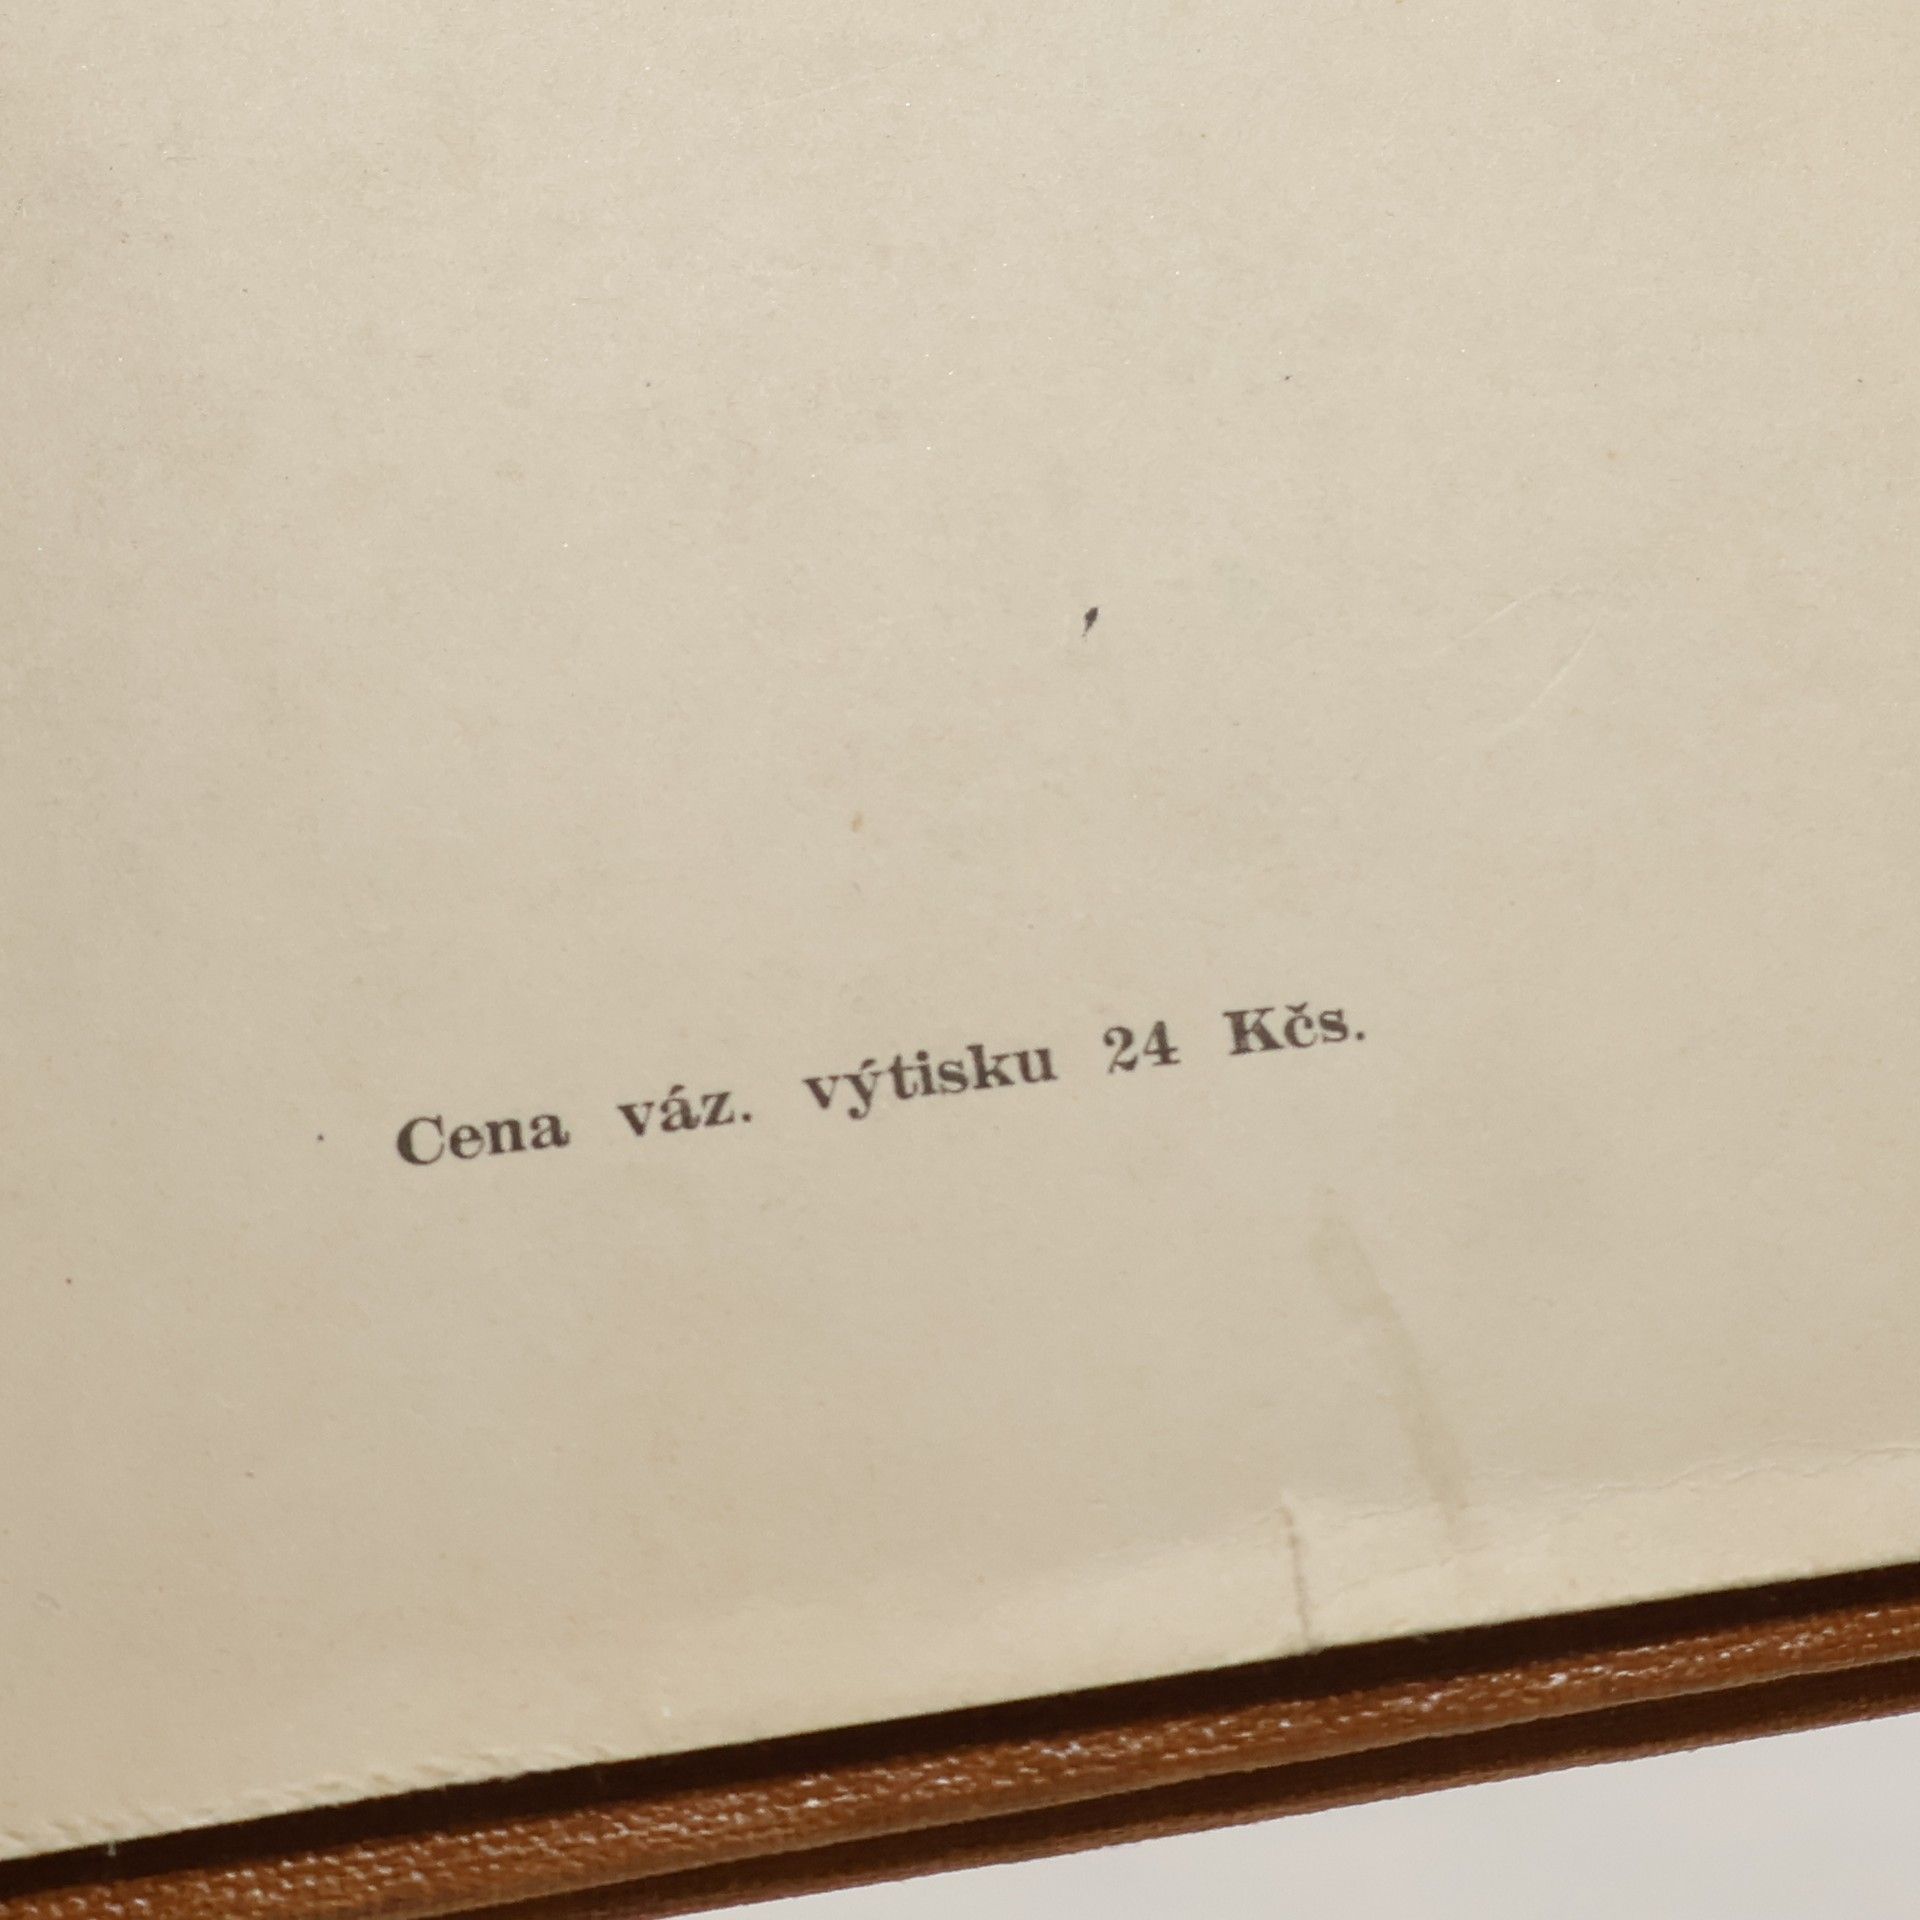 Cena váz. výtisku 24 Kčs.